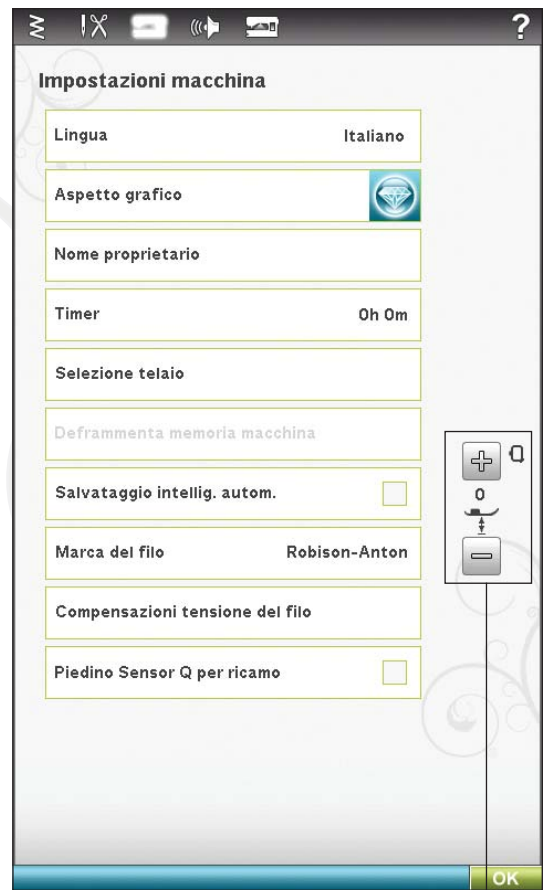 ?
Impostazioni macchina
Lingua Italiano
Aspetto grafico
Nome proprietario
Timer 0h 0m
Selezione telaio
Deframmenta memoria macchina
0
Salvataggio intellig. autom.
Marca del filo Robison-Anton
Compensazioni tensione del filo
Piedino Sensor Q per ricamo
OK